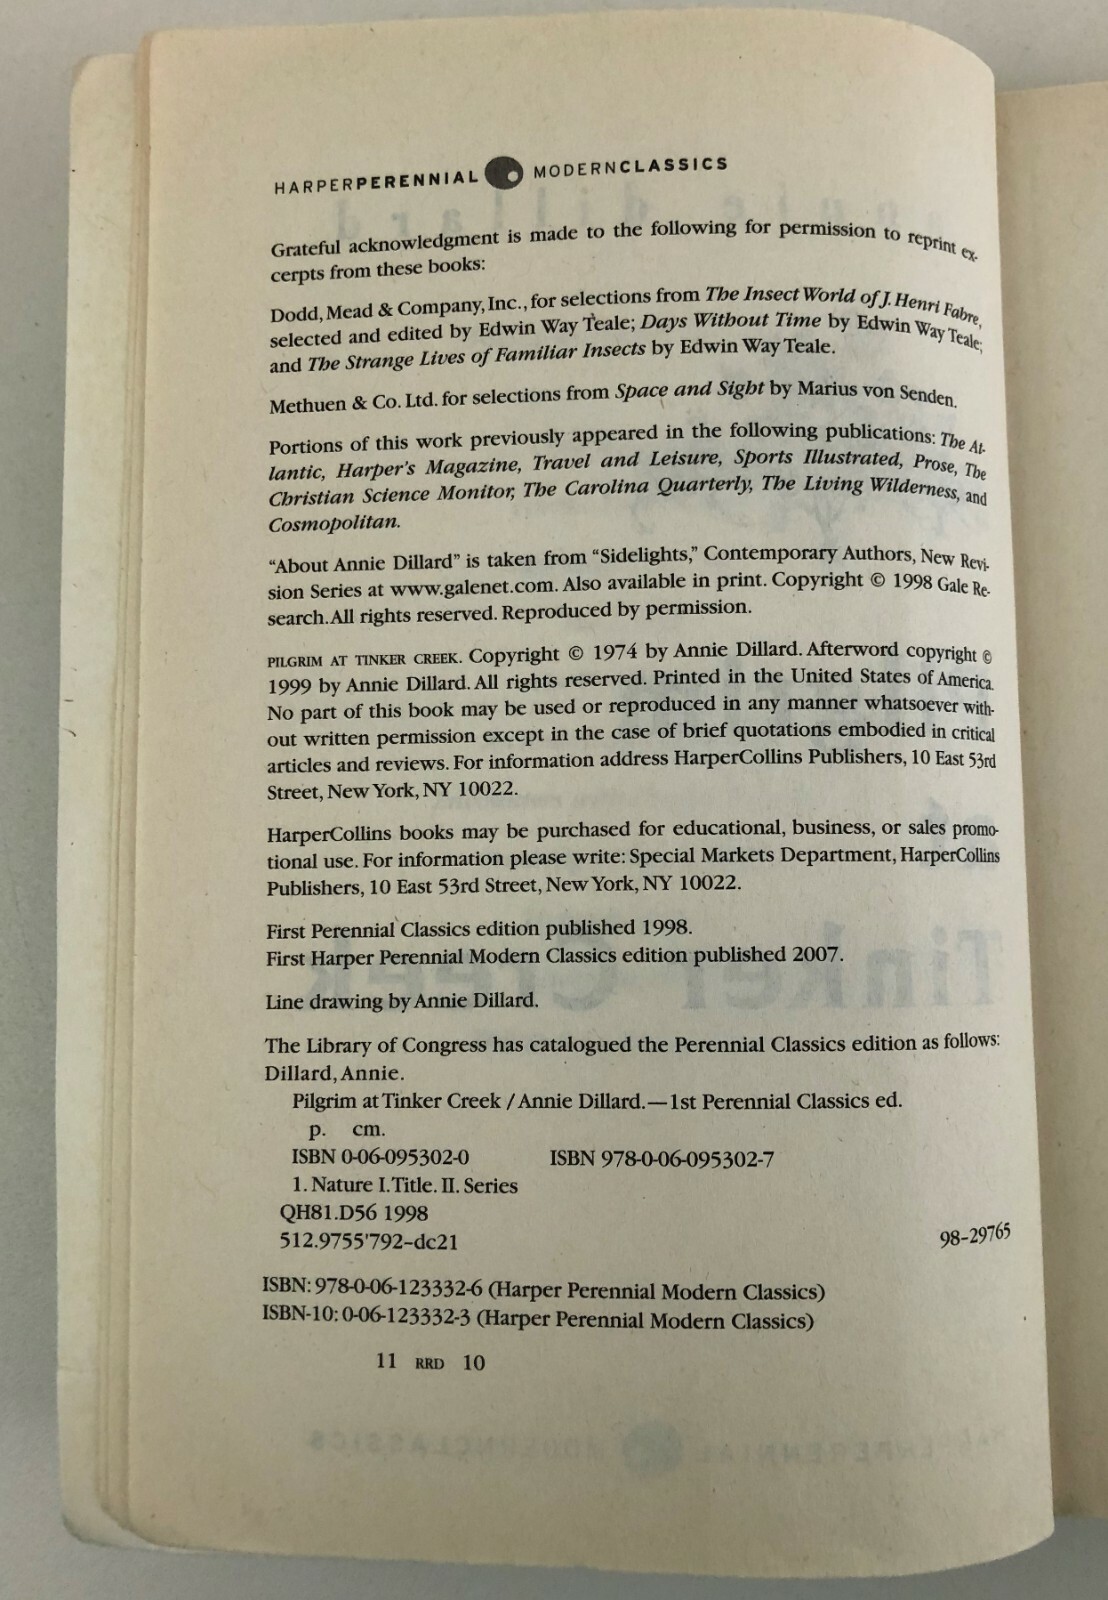 HARPERPERENNIAL MODERNCLASSICS
Grateful acknowledgment is made to the following for permission to reprint ex-
cerpts from these books:
Dodd, Mead & Company, Inc., for selections from The Insect World of J. Henri Fabre,
selected and edited by Edwin Way Teale; Days Without Time by Edwin Way Teale;
and The Strange Lives of Familiar Insects by Edwin Way Teale.
Methuen & Co. Ltd. for selections from Space and Sight by Marius von Senden.
Portions of this work previously appeared in the following publications: The At-
lantic, Harper's Magazine, Travel and Leisure, Sports Illustrated, Prose, The
Christian Science Monitor, The Carolina Quarterly, The Living Wilderness, and
Cosmopolitan.
"About Annie Dillard" is taken from "Sidelights," Contemporary Authors, New Revi-
sion Series at www.galenet.com. Also available in print. Copyright © 1998 Gale Re-
search. All rights reserved. Reproduced by permission.
PILGRIM AT TINKER CREEK. Copyright © 1974 by Annie Dillard. Afterword copyright ©
1999 by Annie Dillard. All rights reserved. Printed in the United States of America.
No part of this book may be used or reproduced in any manner whatsoever with-
out written permission except in the case of brief quotations embodied in critical
articles and reviews. For information address HarperCollins Publishers, 10 East 53rd
Street, New York, NY 10022.
HarperCollins books may be purchased for educational, business, or sales promo-
tional use. For information please write: Special Markets Department, HarperCollins
Publishers, 10 East 53rd Street, New York, NY 10022.
First Perennial Classics edition published 1998.
First Harper Perennial Modern Classics edition published 2007.
Line drawing by Annie Dillard.
The Library of Congress has catalogued the Perennial Classics edition as follows:
Dillard, Annie.
Pilgrim at Tinker Creek / Annie Dillard.—1st Perennial Classics ed.
p. cm.
ISBN 0-06-095302-0 ISBN 978-0-06-095302-7
1. Nature I. Title. II. Series
QH81.D56 1998
512.9755'792–dc21 98–29765
ISBN: 978-0-06-123332-6 (Harper Perennial Modern Classics)
ISBN-10: 0-06-123332-3 (Harper Perennial Modern Classics)
11 RRD 10